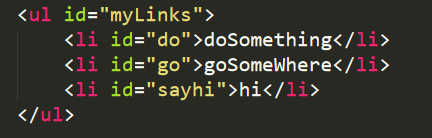 <ul id="myLinks">
    <li id="do">doSomething</li>
    <li id="go">goSomeWhere</li>
    <li id="sayhi">hi</li>
</ul>